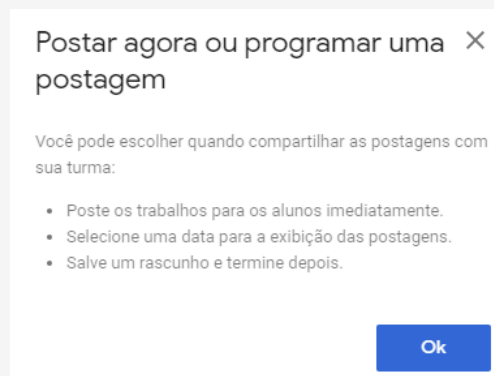 Postar agora ou programar uma
postagem
Você pode escolher quando compartilhar as postagens com
sua turma:
• Poste os trabalhos para os alunos imediatamente.
• Selecione uma data para a exibição das postagens.
• Salve um rascunho e termine depois.
Ok